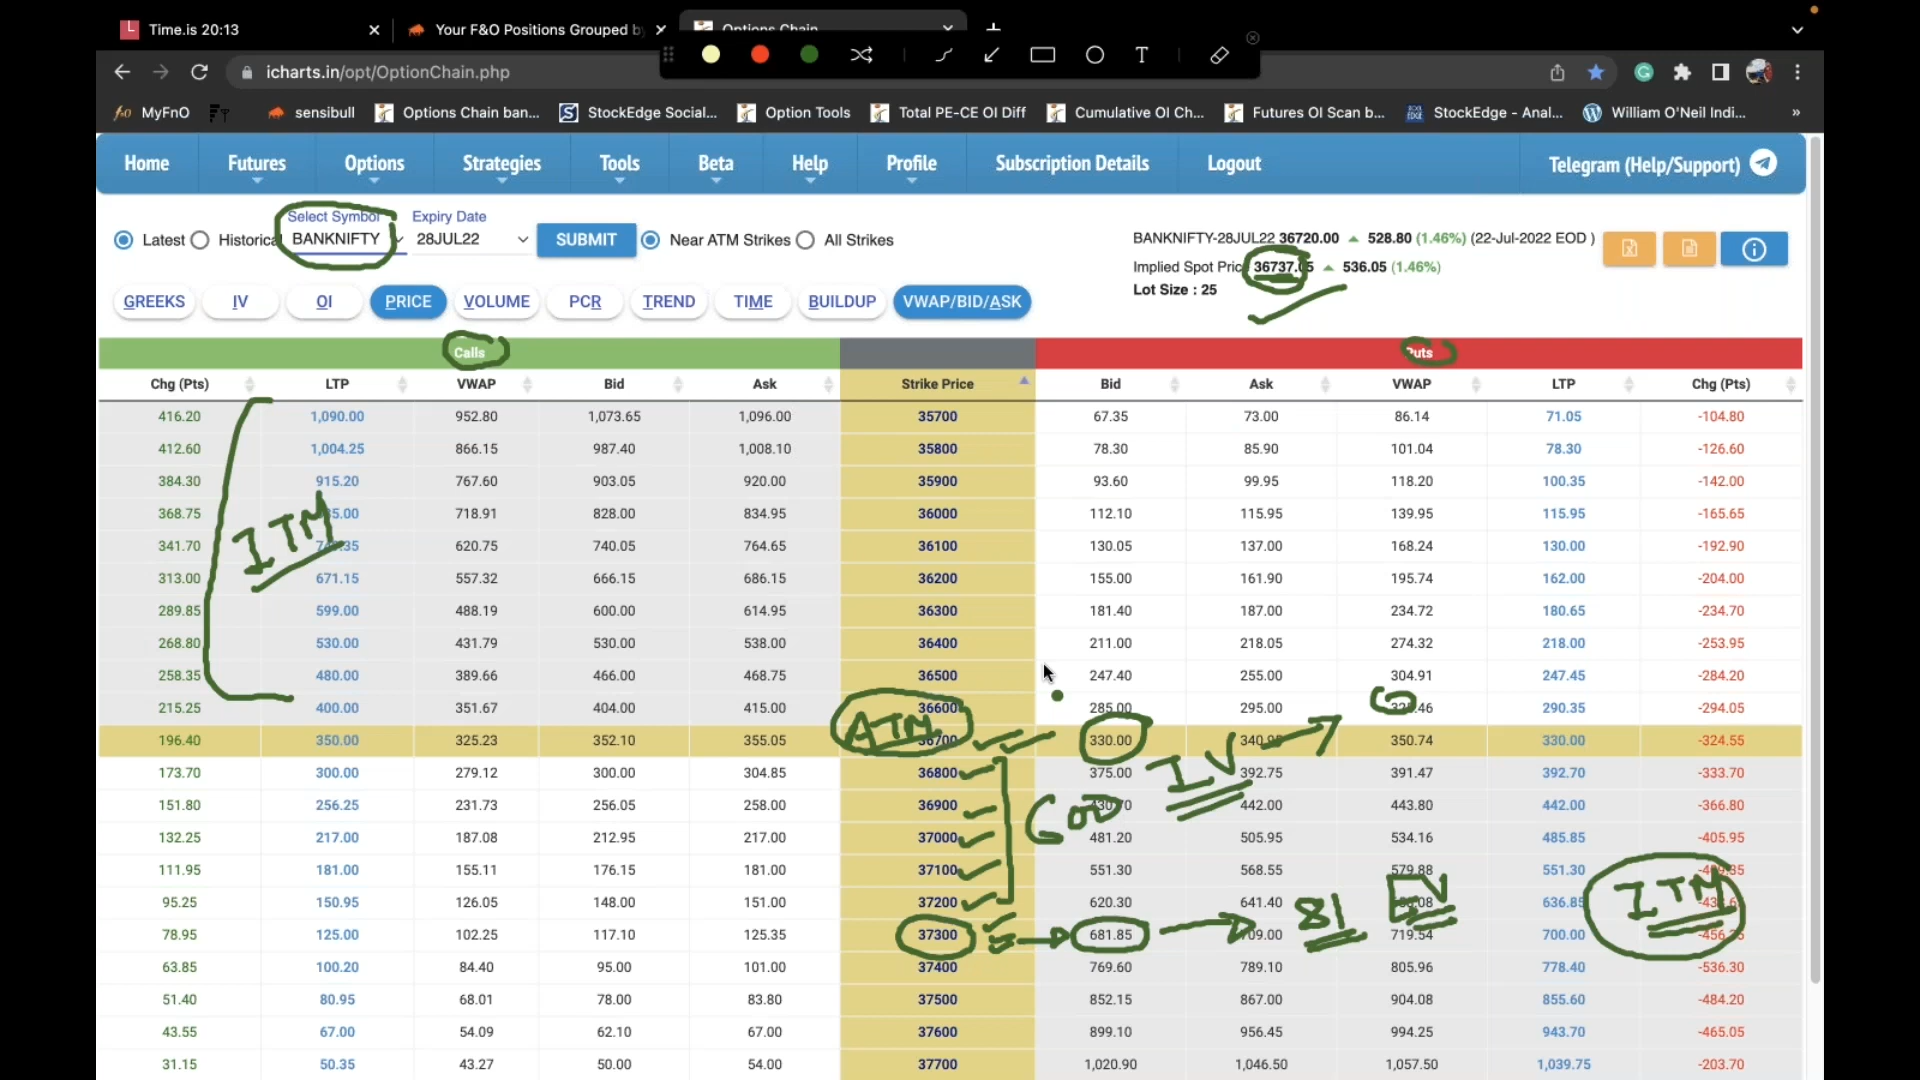 Time.is 20:13
Your F&O Positions Grouped b
Options Chain
T
icharts.in/opt/OptionChain.php
MyFnO sensibull Options Chain ban... StockEdge Social... Option Tools Total PE-CE OI Diff Cumulative OI Ch... Futures OI Scan b... StockEdge - Anal... William O'Neil Indi... »
Home Futures Options Strategies Tools Beta Help Profile Subscription Details Logout Telegram (Help/Support)
Select Symbol Expiry Date
Latest Historical BANKNIFTY 28JUL22 SUBMIT Near ATM Strikes All Strikes
BANKNIFTY-28JUL22 36720.00 528.80 (1.46%) (22-Jul-2022 EOD )
Implied Spot Price 36737.05 536.05 (1.46%)
Lot Size : 25
GREEKS IV OI PRICE VOLUME PCR TREND TIME BUILDUP VWAP/BID/ASK
Calls Puts
Chg (Pts) LTP VWAP Bid Ask Strike Price Bid Ask VWAP LTP Chg (Pts)
416.20 1,090.00 952.80 1,073.65 1,096.00 35700 67.35 73.00 86.14 71.05 -104.80
412.60 1,004.25 866.15 987.40 1,008.10 35800 78.30 85.90 101.04 78.30 -126.60
384.30 915.20 767.60 903.05 920.00 35900 93.60 99.95 118.20 100.35 -142.00
368.75 718.91 828.00 834.95 36000 112.10 115.95 139.95 115.95 -165.65
ITM
341.70 620.75 740.05 764.65 36100 130.05 137.00 168.24 130.00 -192.90
313.00 671.15 557.32 666.15 686.15 36200 155.00 161.90 195.74 162.00 -204.00
289.85 599.00 488.19 600.00 614.95 36300 181.40 187.00 234.72 180.65 -234.70
268.80 530.00 431.79 530.00 538.00 36400 211.00 218.05 274.32 218.00 -253.95
258.35 480.00 389.66 466.00 468.75 36500 247.40 255.00 304.91 247.45 -284.20
215.25 400.00 351.67 404.00 415.00 36600 285.00 295.00 290.35 -294.05
ATM
196.40 350.00 325.23 352.10 355.05 36700 330.00 350.74 330.00 -324.55
173.70 300.00 279.12 300.00 304.85 36800 375.00 IV 392.75 391.47 392.70 -333.70
151.80 256.25 231.73 256.05 258.00 36900 442.00 443.80 442.00 -366.80
132.25 217.00 187.08 212.95 217.00 37000 481.20 505.95 534.16 485.85 -405.95
111.95 181.00 155.11 176.15 181.00 37100 551.30 568.55 579.88 551.30
95.25 150.95 126.05 148.00 151.00 37200 620.30 641.40 81 636.85 ITM
78.95 125.00 102.25 117.10 125.35 37300 681.85 719.54 700.00
63.85 100.20 84.40 95.00 101.00 37400 769.60 789.10 805.96 778.40 -536.30
51.40 80.95 68.01 78.00 83.80 37500 852.15 867.00 904.08 855.60 -484.20
43.55 67.00 54.09 62.10 67.00 37600 899.10 956.45 994.25 943.70 -465.05
31.15 50.35 43.27 50.00 54.00 37700 1,020.90 1,046.50 1,057.50 1,039.75 -203.70